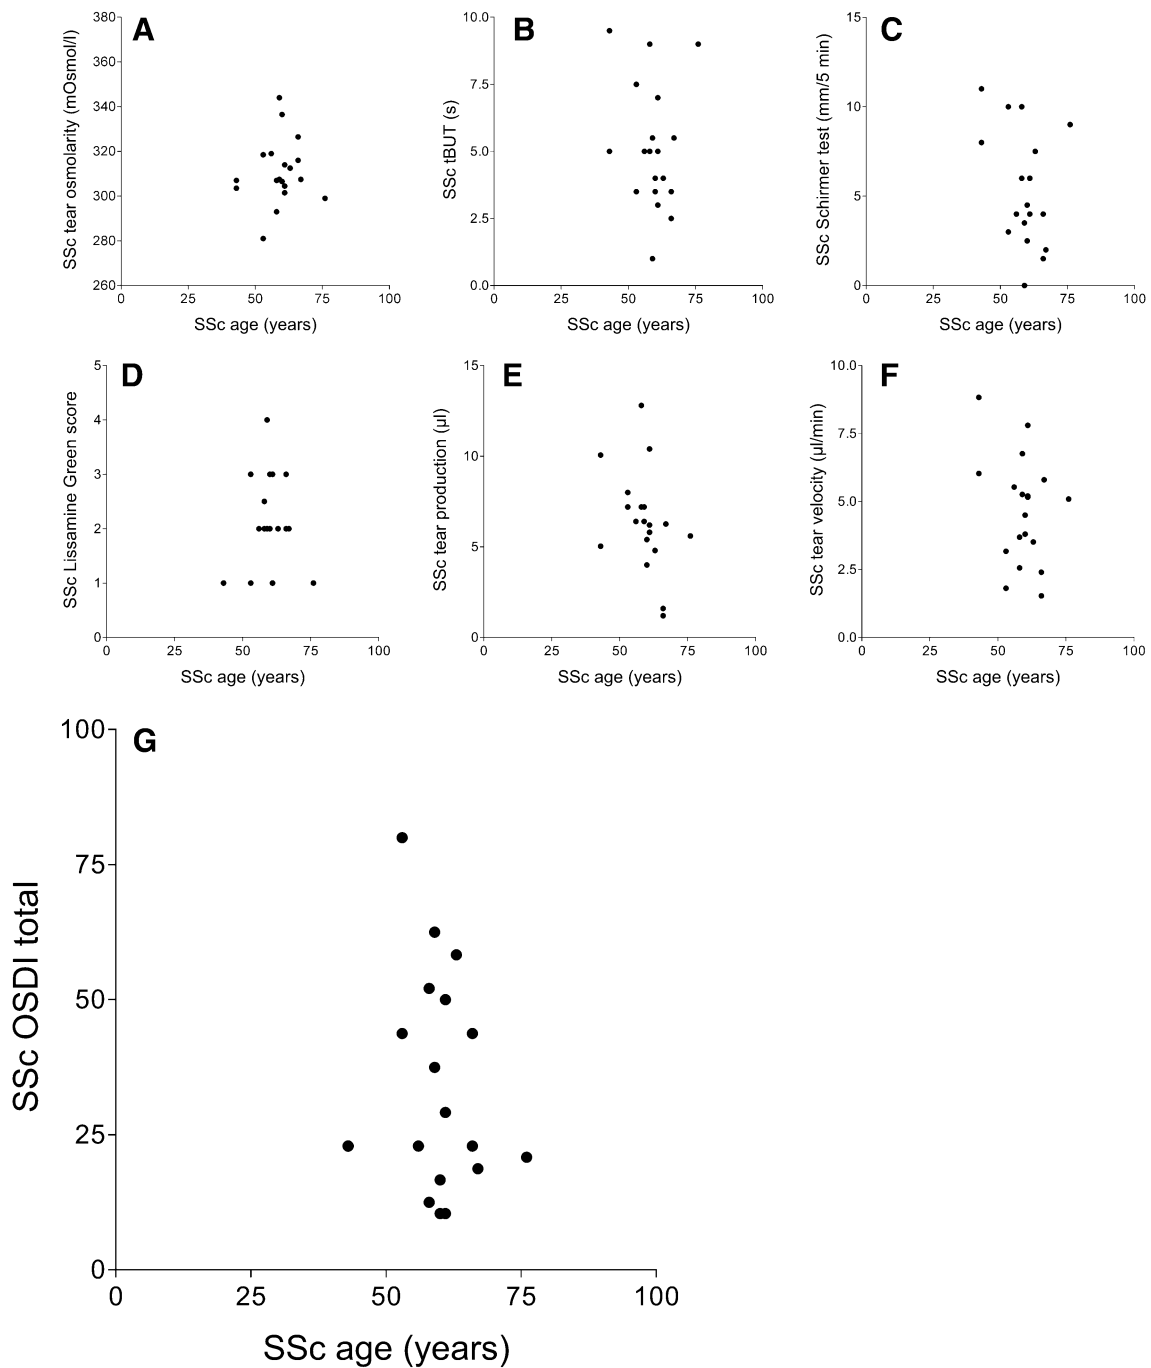 A
SSc tear osmolarity (mOsmol/l)
380
360
340
320
300
280
260
0 25 50 75 100
SSc age (years)
B
SSc tBUT (s)
10.0
7.5
5.0
2.5
0.0
0 25 50 75 100
SSc age (years)
C
SSc Schirmer test (mm/5 min)
15
10
5
0
0 25 50 75 100
SSc age (years)
D
SSc Lissamine Green score
5
4
3
2
1
0
0 25 50 75 100
SSc age (years)
E
SSc tear production (µl)
15
10
5
0
0 25 50 75 100
SSc age (years)
F
SSc tear velocity (µl/min)
10.0
7.5
5.0
2.5
0.0
0 25 50 75 100
SSc age (years)
G
SSc OSDI total
100
75
50
25
0
0 25 50 75 100
SSc age (years)